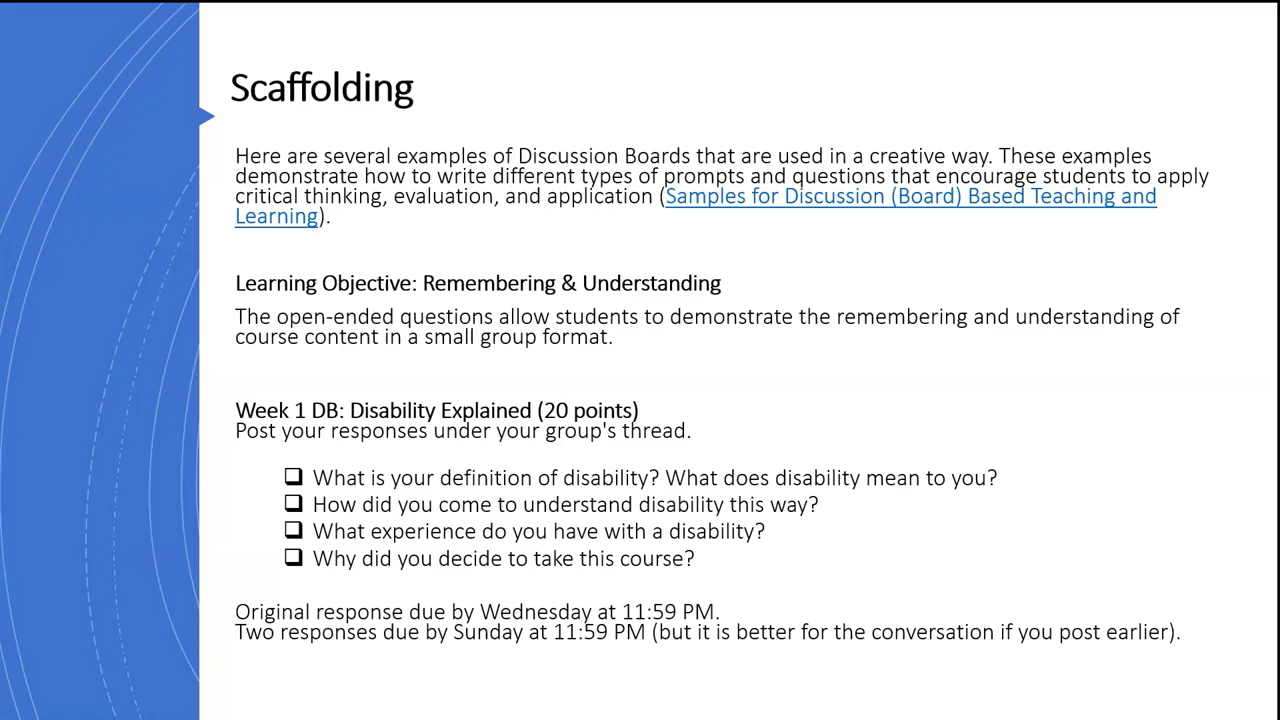 Scaffolding
Here are several examples of Discussion Boards that are used in a creative way. These examples
demonstrate how to write different types of prompts and questions that encourage students to apply
critical thinking, evaluation, and application (Samples for Discussion (Board) Based Teaching and
Learning).
Learning Objective: Remembering & Understanding
The open-ended questions allow students to demonstrate the remembering and understanding of
course content in a small group format.
Week 1 DB: Disability Explained (20 points)
Post your responses under your group's thread.
❑ What is your definition of disability? What does disability mean to you?
❑ How did you come to understand disability this way?
❑ What experience do you have with a disability?
❑ Why did you decide to take this course?
Original response due by Wednesday at 11:59 PM.
Two responses due by Sunday at 11:59 PM (but it is better for the conversation if you post earlier).